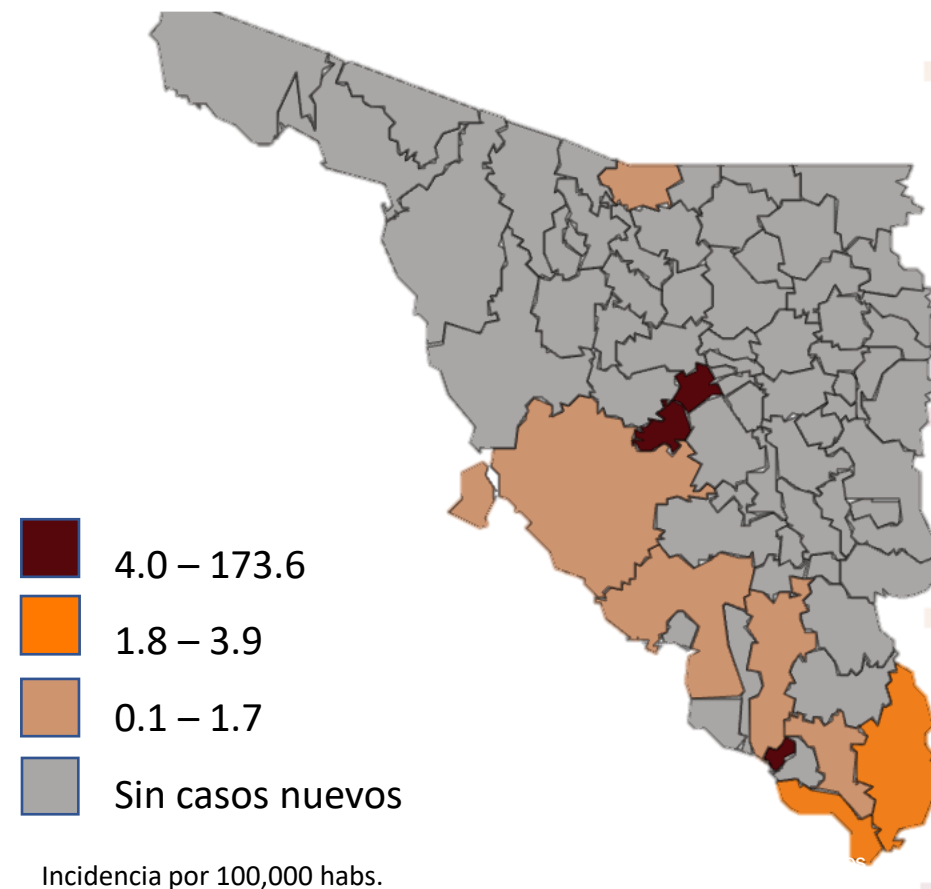 4.0 – 173.6
1.8 – 3.9
0.1 – 1.7
Sin casos nuevos
Incidencia por 100,000 habs.